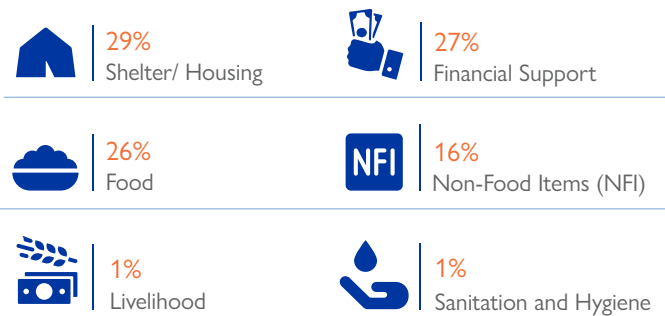 29%
Shelter/ Housing
27%
Financial Support
26%
Food
NFI
16%
Non-Food Items (NFI)
1%
Livelihood
1%
Sanitation and Hygiene